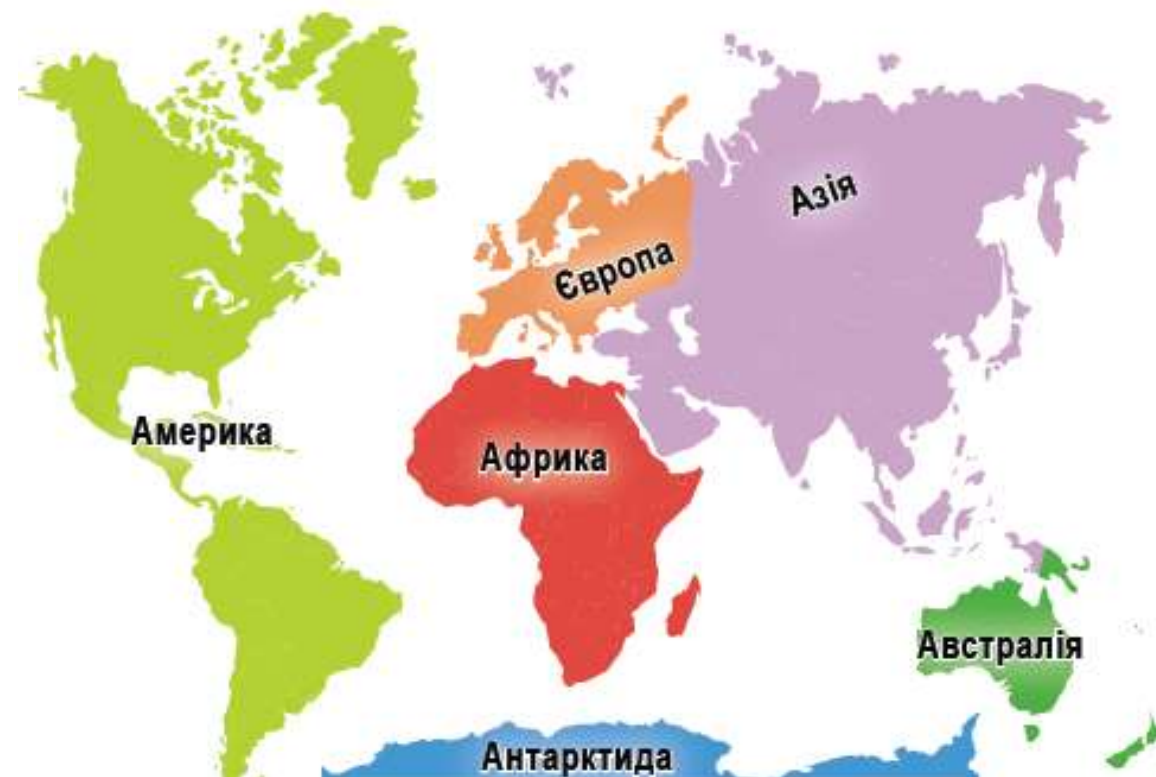 Азія
Європа
Америка
Африка
Австралія
Антарктида